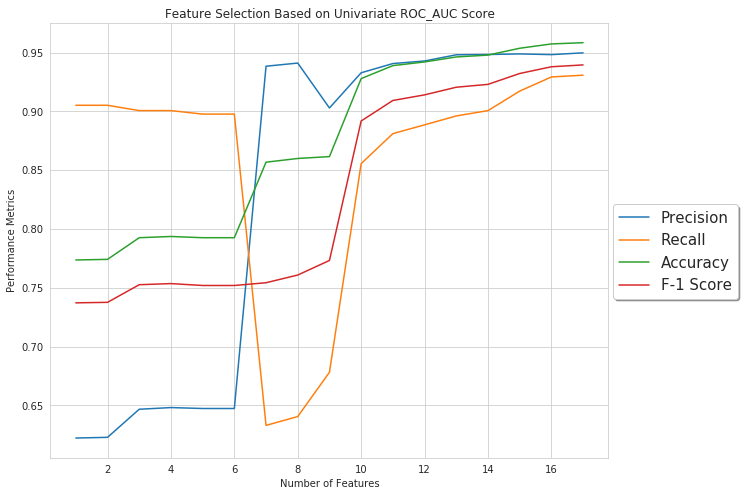 Feature Selection Based on Univariate ROC_AUC Score
Performance Metrics
0.95
0.90
0.85
0.80
0.75
0.70
0.65
2 4 6 8 10 12 14 16
Number of Features
Precision
Recall
Accuracy
F-1 Score